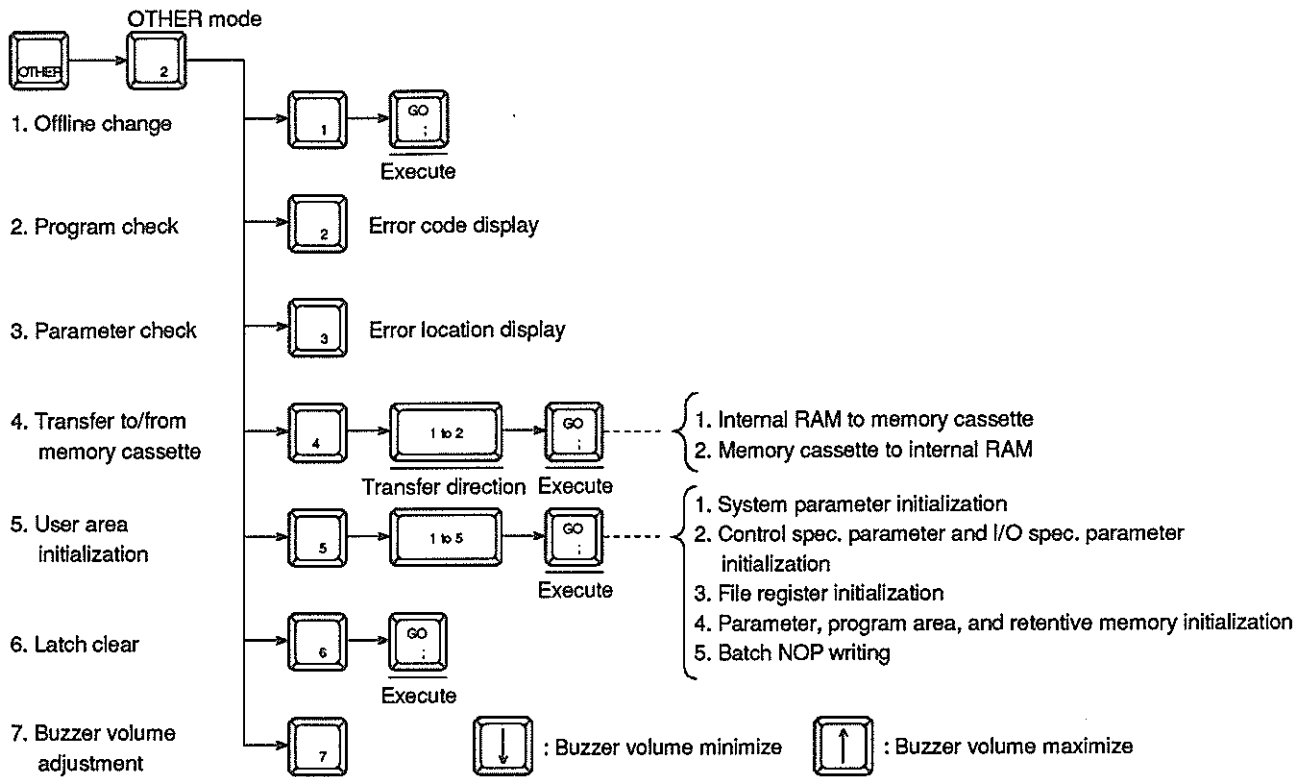 OTHER mode
OTHER
2
1. Offline change
1
GO
;
Execute
2. Program check
2
Error code display
3. Parameter check
3
Error location display
4. Transfer to/from
memory cassette
4
1 to 2
GO
;
Transfer direction
Execute
1. Internal RAM to memory cassette
2. Memory cassette to internal RAM
5. User area
initialization
5
1 to 5
GO
;
Execute
1. System parameter initialization
2. Control spec. parameter and I/O spec. parameter
initialization
3. File register initialization
4. Parameter, program area, and retentive memory initialization
5. Batch NOP writing
6. Latch clear
6
GO
;
Execute
7. Buzzer volume
adjustment
7
↓ : Buzzer volume minimize
↑ : Buzzer volume maximize